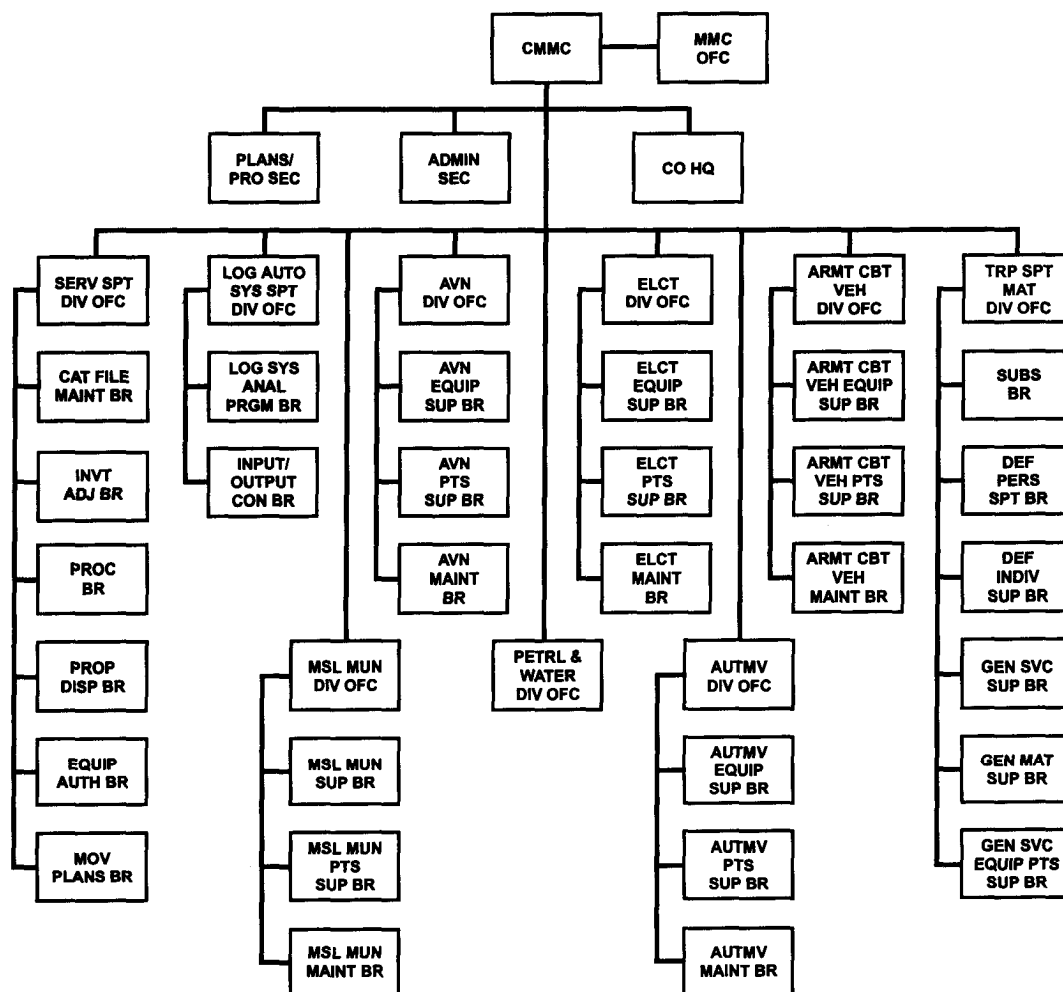 CMMC
MMC
OFC
PLANS/
PRO SEC
ADMIN
SEC
CO HQ
SERV SPT
DIV OFC
CAT FILE
MAINT BR
INVT
ADJ BR
PROC
BR
PROP
DISP BR
EQUIP
AUTH BR
MOV
PLANS BR
LOG AUTO
SYS SPT
DIV OFC
LOG SYS
ANAL
PRGM BR
INPUT/
OUTPUT
CON BR
MSL MUN
DIV OFC
MSL MUN
SUP BR
MSL MUN
PTS
SUP BR
MSL MUN
MAINT BR
AVN
DIV OFC
AVN
EQUIP
SUP BR
AVN
PTS
SUP BR
AVN
MAINT
BR
PETRL &
WATER
DIV OFC
ELCT
DIV OFC
ELCT
EQUIP
SUP BR
ELCT
PTS
SUP BR
ELCT
MAINT
BR
AUTMV
DIV OFC
AUTMV
EQUIP
SUP BR
AUTMV
PTS
SUP BR
AUTMV
MAINT BR
ARMT CBT
VEH
DIV OFC
ARMT CBT
VEH EQUIP
SUP BR
ARMT CBT
VEH PTS
SUP BR
ARMT CBT
VEH
MAINT BR
TRP SPT
MAT
DIV OFC
SUBS
BR
DEF
PERS
SPT BR
DEF
INDIV
SUP BR
GEN SVC
SUP BR
GEN MAT
SUP BR
GEN SVC
EQUIP PTS
SUP BR